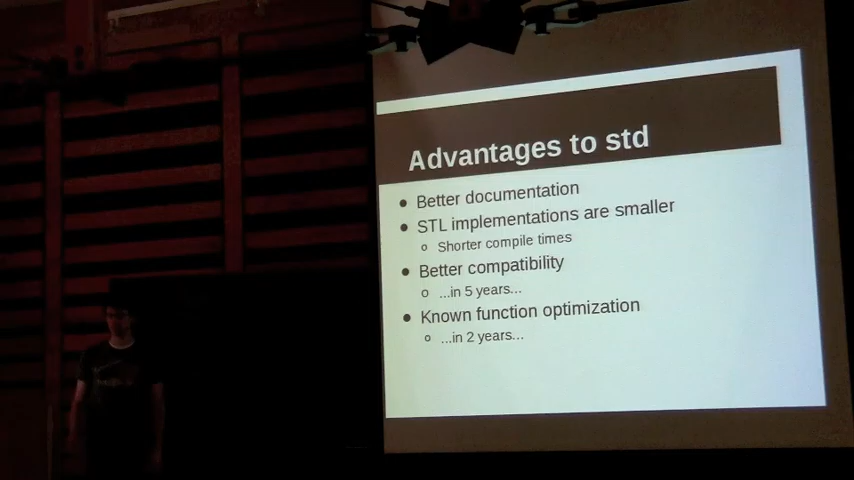 Advantages to std
● Better documentation
● STL implementations are smaller
o Shorter compile times
● Better compatibility
o ...in 5 years...
● Known function optimization
o ...in 2 years...